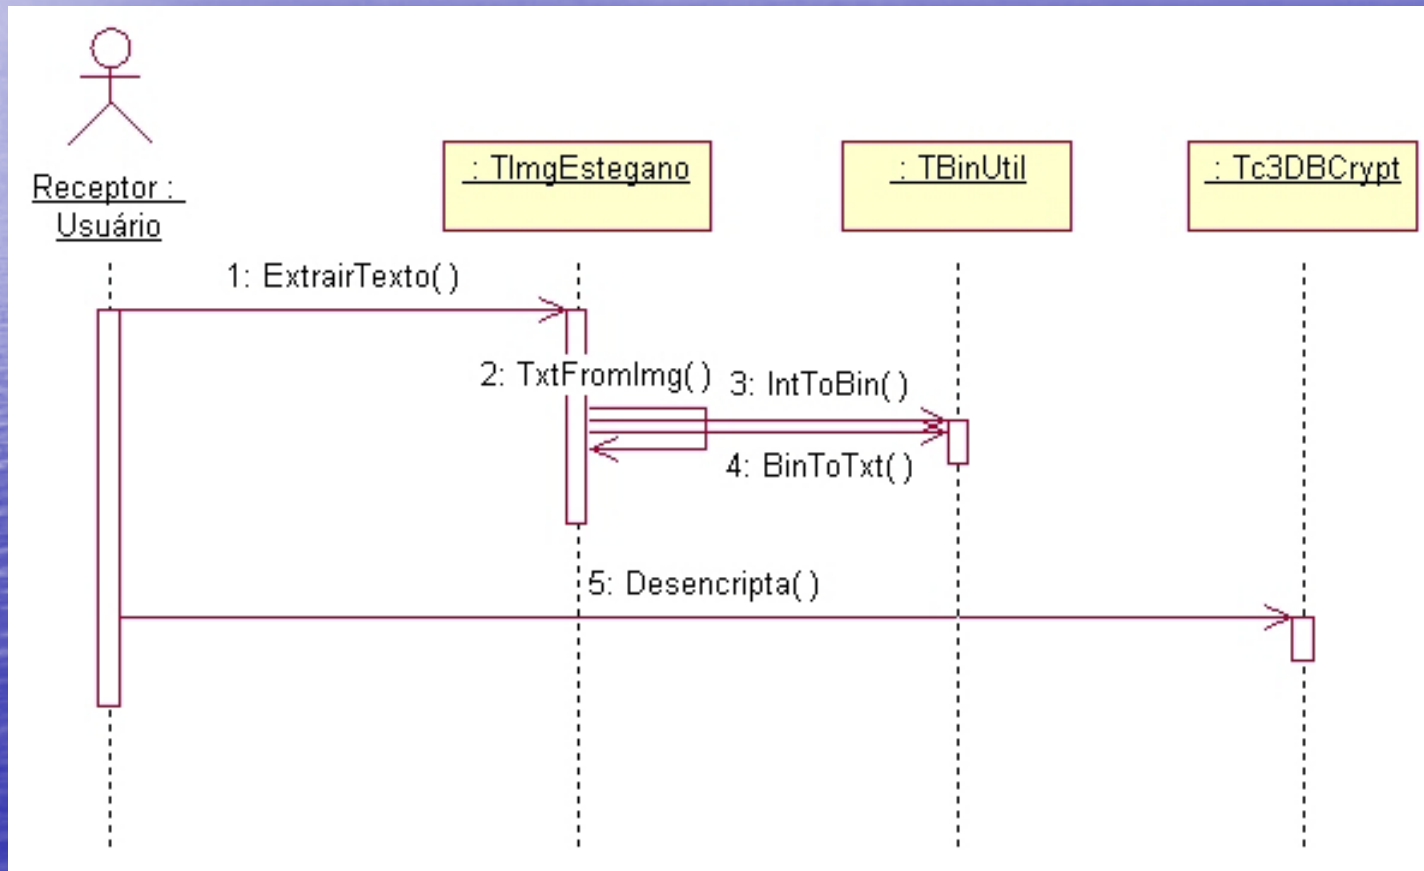 Receptor :
Usuário
: TImgEstegano
: TBinUtil
: Tc3DBCrypt
1: ExtrairTexto( )
2: TxtFromImg( )
3: IntToBin( )
4: BinToTxt( )
5: Desencripta( )